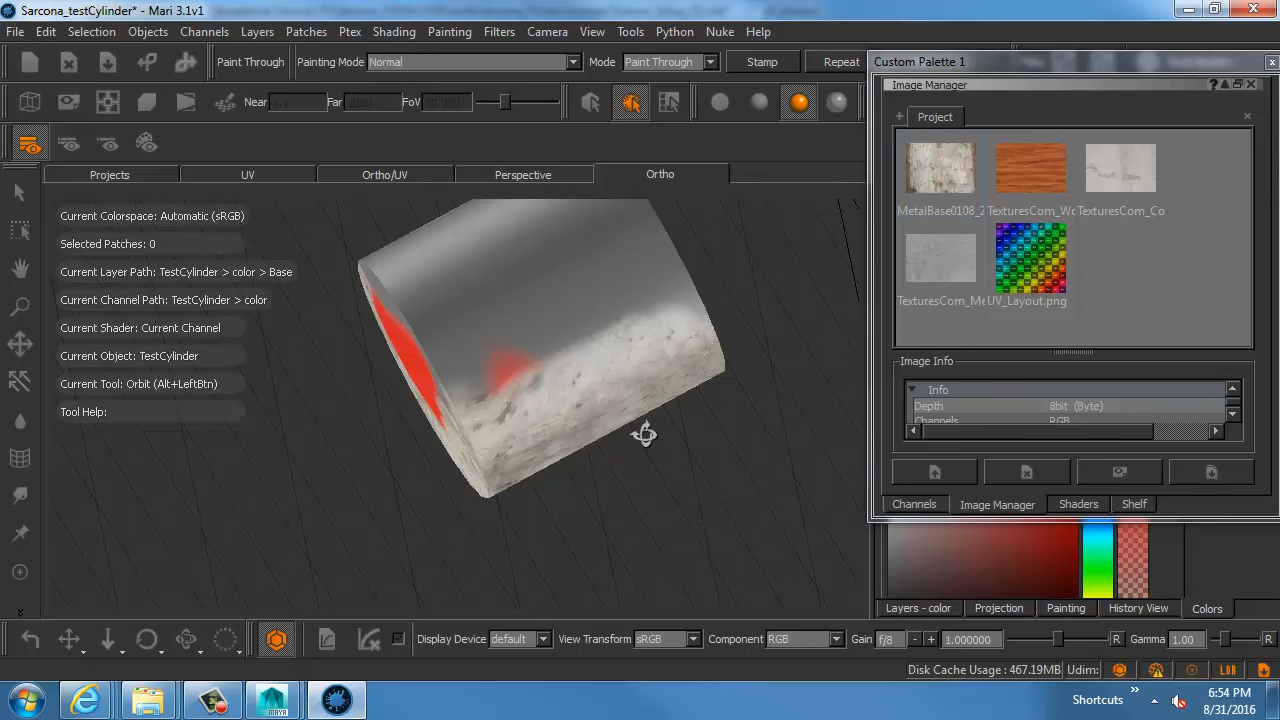 Sarcona_testCylinder* - Mari 3.1v1
File Edit Selection Objects Channels Layers Patches Ptex Shading Painting Filters Camera View Tools Python Nuke Help
Paint Through Painting Mode Normal Mode Paint Through Stamp Repeat
Custom Palette 1
Image Manager
Near Far FoV
Project
Projects UV Ortho/UV Perspective Ortho
Current Colorspace: Automatic (sRGB)
Selected Patches: 0
Current Layer Path: TestCylinder > color > Base
Current Channel Path: TestCylinder > color
Current Shader: Current Channel
Current Object: TestCylinder
Current Tool: Orbit (Alt+LeftBtn)
Tool Help:
MetalBase0108_2 TexturesCom_Wo TexturesCom_Co
TexturesCom_Me UV_Layout.png
Image Info
Info
Depth 8bit (Byte)
Channels RGB
Channels Image Manager Shaders Shelf
Layers - color Projection Painting History View Colors
Display Device default View Transform sRGB Component RGB Gain f/8 - + 1.000000 R Gamma 1.00 R
Disk Cache Usage : 467.19MB Udim: LDR
Shortcuts »
6:54 PM
8/31/2016
MAYA